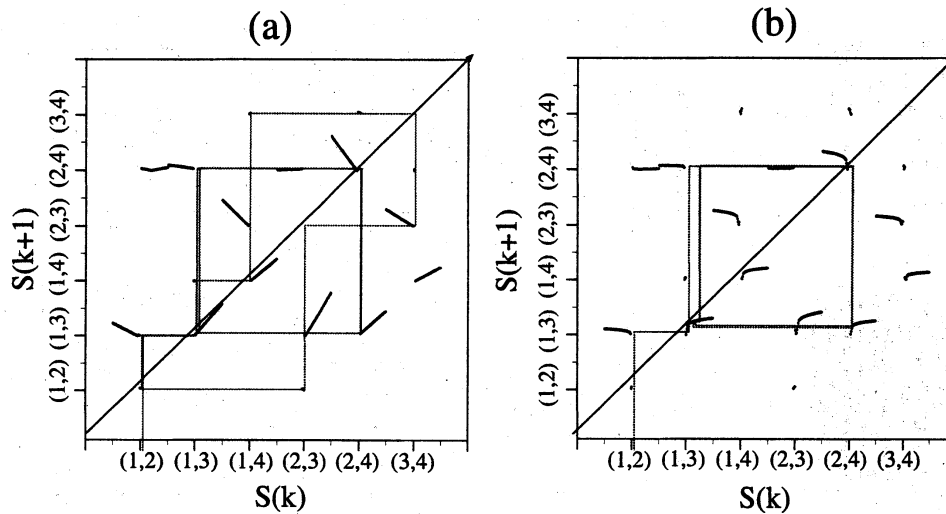 (a)
(b)
S(k+1)
(3,4)
(2,4)
(2,3)
(1,4)
(1,3)
(1,2)
(1,2) (1,3) (1,4) (2,3) (2,4) (3,4)
S(k)
S(k+1)
(3,4)
(2,4)
(2,3)
(1,4)
(1,3)
(1,2)
(1,2) (1,3) (1,4) (2,3) (2,4) (3,4)
S(k)